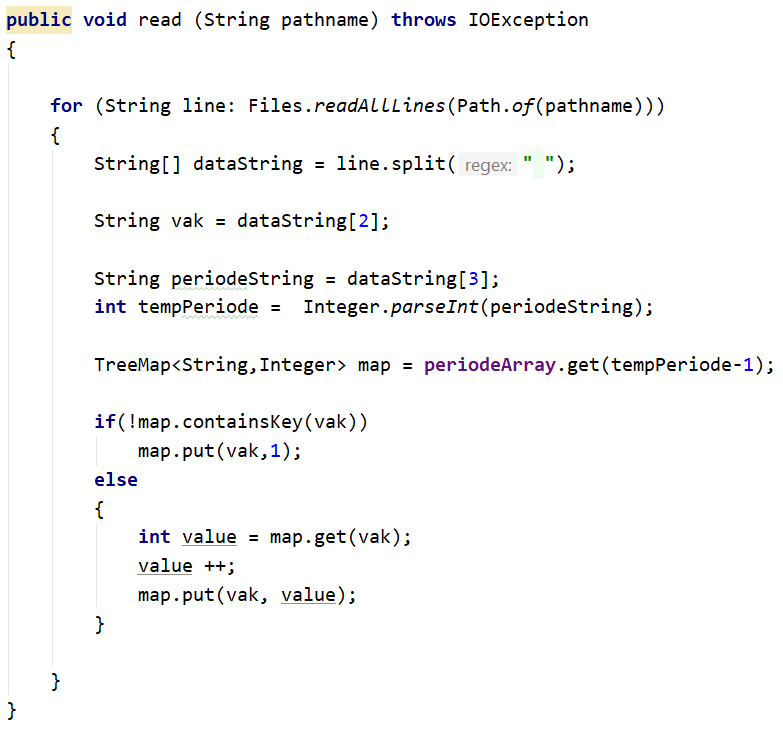 public void read (String pathname) throws IOException
{
for (String line: Files.readAllLines(Path.of(pathname)))
{
String[] dataString = line.split( regex: " ");
String vak = dataString[2];
String periodeString = dataString[3];
int tempPeriode =  Integer.parseInt(periodeString);
TreeMap<String,Integer> map = periodeArray.get(tempPeriode-1);
if(!map.containsKey(vak))
map.put(vak,1);
else
{
int value = map.get(vak);
value ++;
map.put(vak, value);
}
}
}